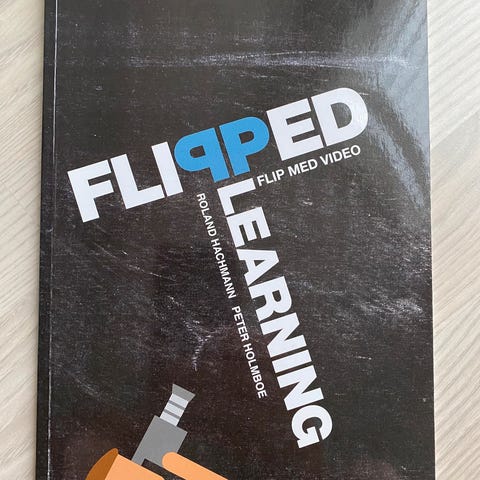 FLIPPED
FLIP MED VIDEO
LEARNING
ROLAND HACHMANN PETER HOLMBOE